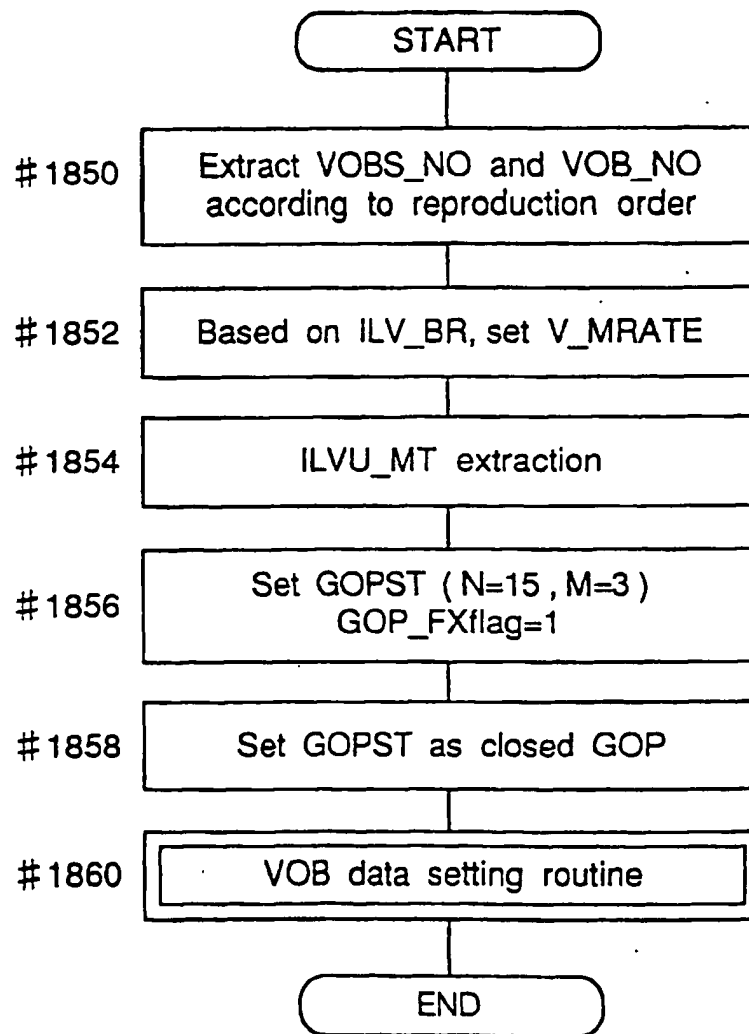 START
#1850
Extract VOBS_NO and VOB_NO
according to reproduction order
#1852
Based on ILV_BR, set V_MRATE
#1854
ILVU_MT extraction
#1856
Set GOPST (N=15, M=3)
GOP_FXflag=1
#1858
Set GOPST as closed GOP
#1860
VOB data setting routine
END